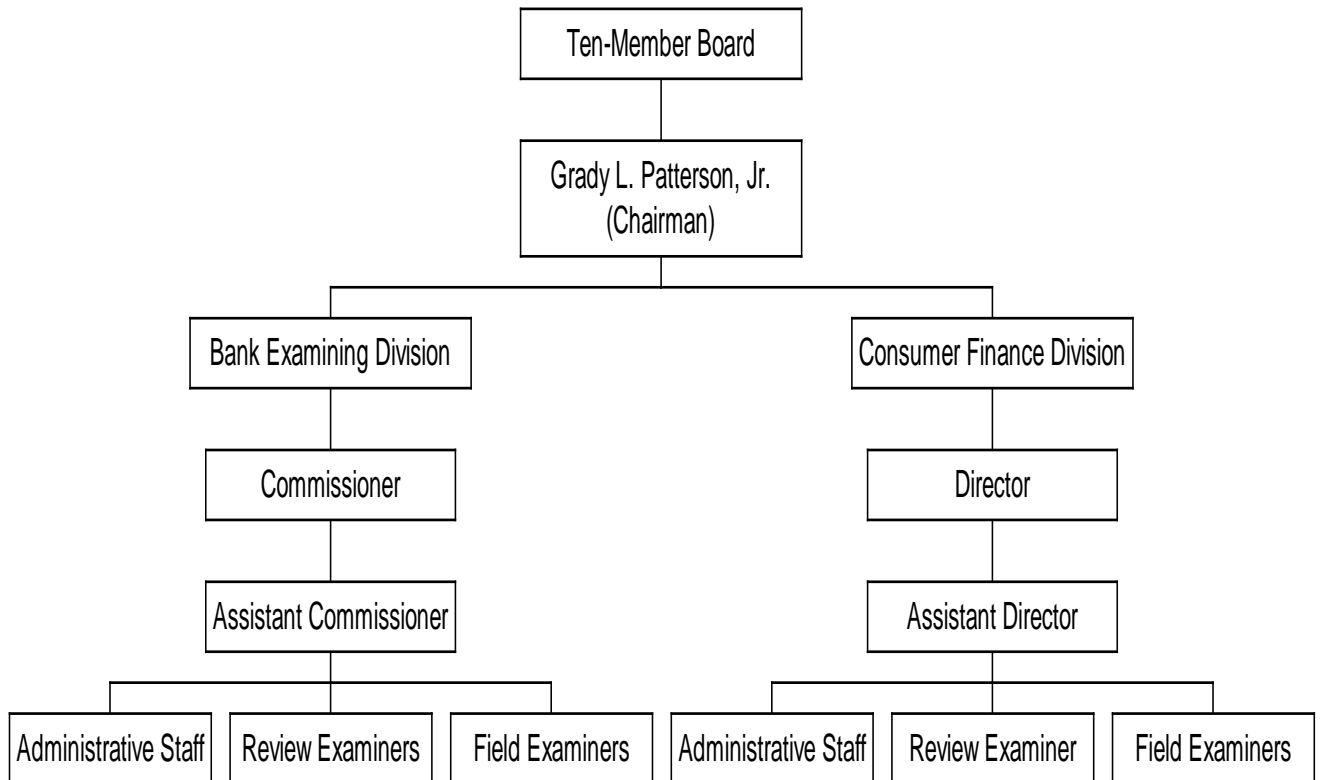 Ten-Member Board
Grady L. Patterson, Jr.
(Chairman)
Bank Examining Division
Consumer Finance Division
Commissioner
Director
Assistant Commissioner
Assistant Director
Administrative Staff
Review Examiners
Field Examiners
Administrative Staff
Review Examiner
Field Examiners